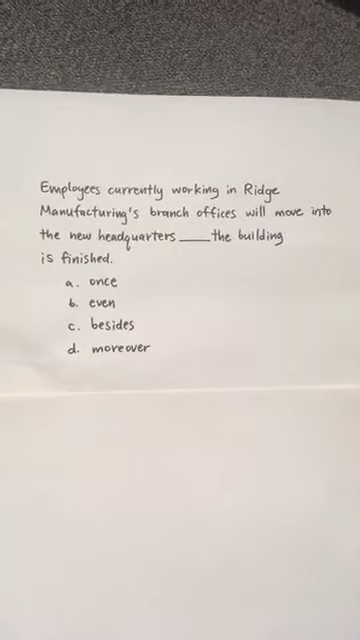 Employees currently working in Ridge
Manufacturing's branch offices will move into
the new headquarters ____ the building
is finished.
a. once
b. even
c. besides
d. moreover